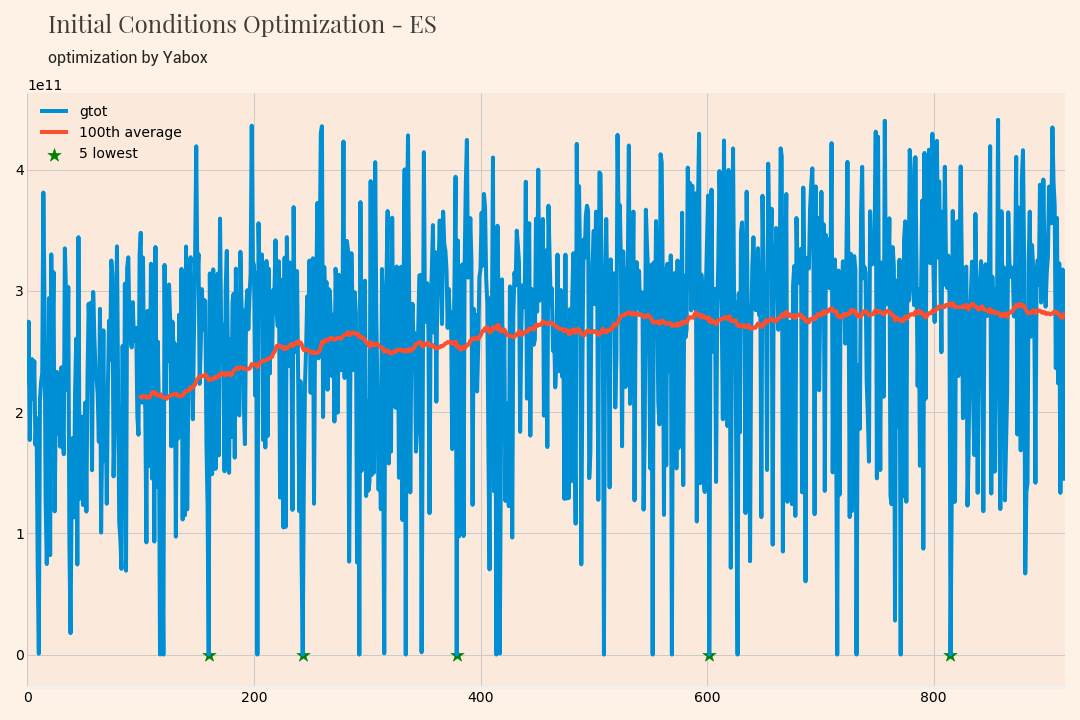 Initial Conditions Optimization - ES
optimization by Yabox
1e11
gtot
100th average
5 lowest
4
3
2
1
0
0 200 400 600 800